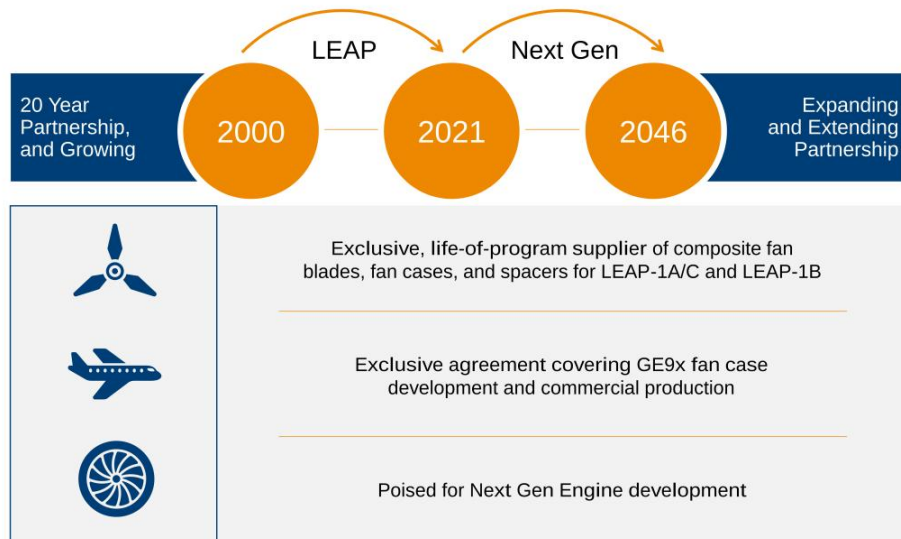 LEAP
Next Gen
20 Year
Partnership,
and Growing
2000
2021
2046
Expanding
and Extending
Partnership
Exclusive, life-of-program supplier of composite fan
blades, fan cases, and spacers for LEAP-1A/C and LEAP-1B
Exclusive agreement covering GE9x fan case
development and commercial production
Poised for Next Gen Engine development